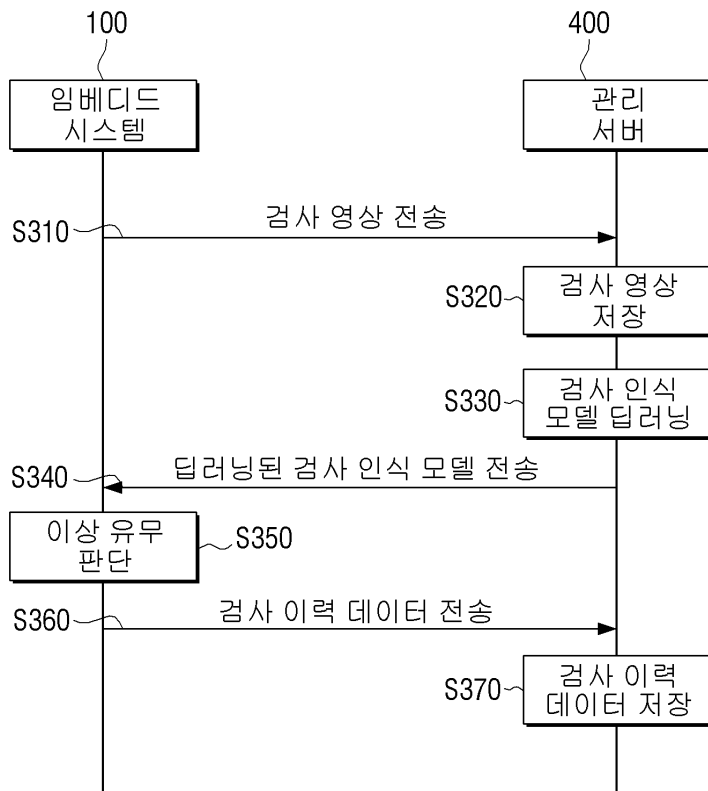 100
400
임베디드
시스템
관리
서버
S310
검사 영상 전송
S320
검사 영상
저장
S330
검사 인식
모델 딥러닝
S340
딥러닝된 검사 인식 모델 전송
이상 유무
판단
S350
S360
검사 이력 데이터 전송
S370
검사 이력
데이터 저장